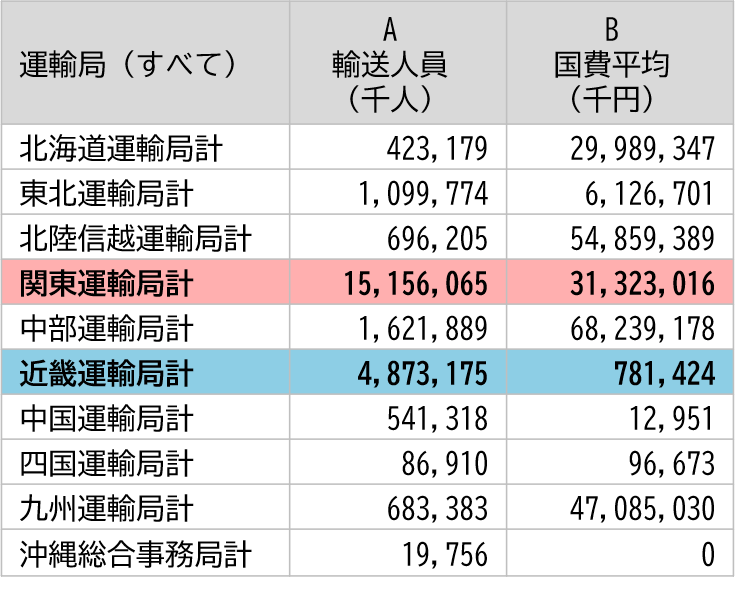 運輸局（すべて）
A
輸送人員
（千人）
B
国費平均
（千円）
北海道運輸局計 423,179 29,989,347
東北運輸局計 1,099,774 6,126,701
北陸信越運輸局計 696,205 54,859,389
関東運輸局計 15,156,065 31,323,016
中部運輸局計 1,621,889 68,239,178
近畿運輸局計 4,873,175 781,424
中国運輸局計 541,318 12,951
四国運輸局計 86,910 96,673
九州運輸局計 683,383 47,085,030
沖縄総合事務局計 19,756 0